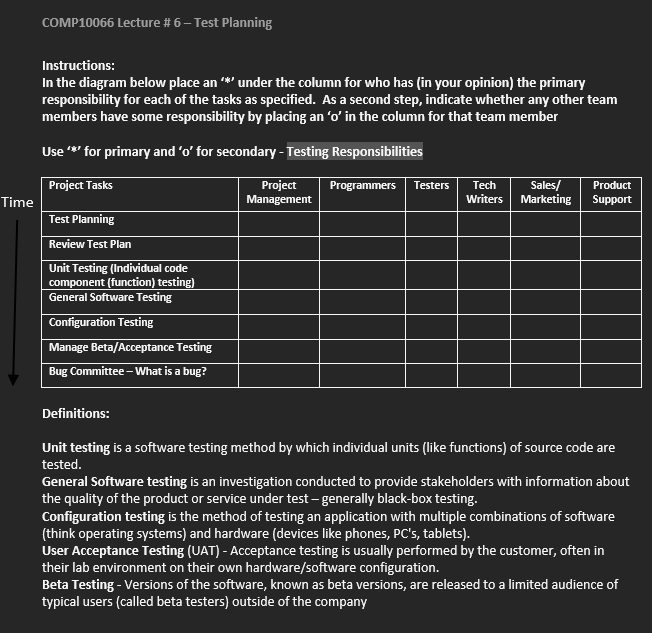 COMP10066 Lecture # 6 – Test Planning
Instructions:
In the diagram below place an ‘*’ under the column for who has (in your opinion) the primary
responsibility for each of the tasks as specified.  As a second step, indicate whether any other team
members have some responsibility by placing an ‘o’ in the column for that team member
Use ‘*’ for primary and ‘o’ for secondary - Testing Responsibilities
Time
Project Tasks Project Programmers Testers Tech Sales/ Product
Management Writers Marketing Support
Test Planning
Review Test Plan
Unit Testing (Individual code
component (function) testing)
General Software Testing
Configuration Testing
Manage Beta/Acceptance Testing
Bug Committee – What is a bug?
Definitions:
Unit testing is a software testing method by which individual units (like functions) of source code are
tested.
General Software testing is an investigation conducted to provide stakeholders with information about
the quality of the product or service under test – generally black-box testing.
Configuration testing is the method of testing an application with multiple combinations of software
(think operating systems) and hardware (devices like phones, PC's, tablets).
User Acceptance Testing (UAT) - Acceptance testing is usually performed by the customer, often in
their lab environment on their own hardware/software configuration.
Beta Testing - Versions of the software, known as beta versions, are released to a limited audience of
typical users (called beta testers) outside of the company